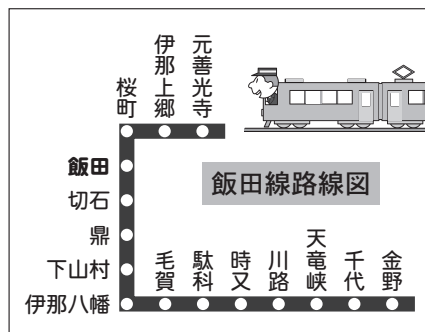 元善光寺
伊那上郷
桜町
飯田
切石
鼎
下山村
伊那八幡
毛賀
駄科
時又
川路
天竜峡
千代
金野
飯田線路線図